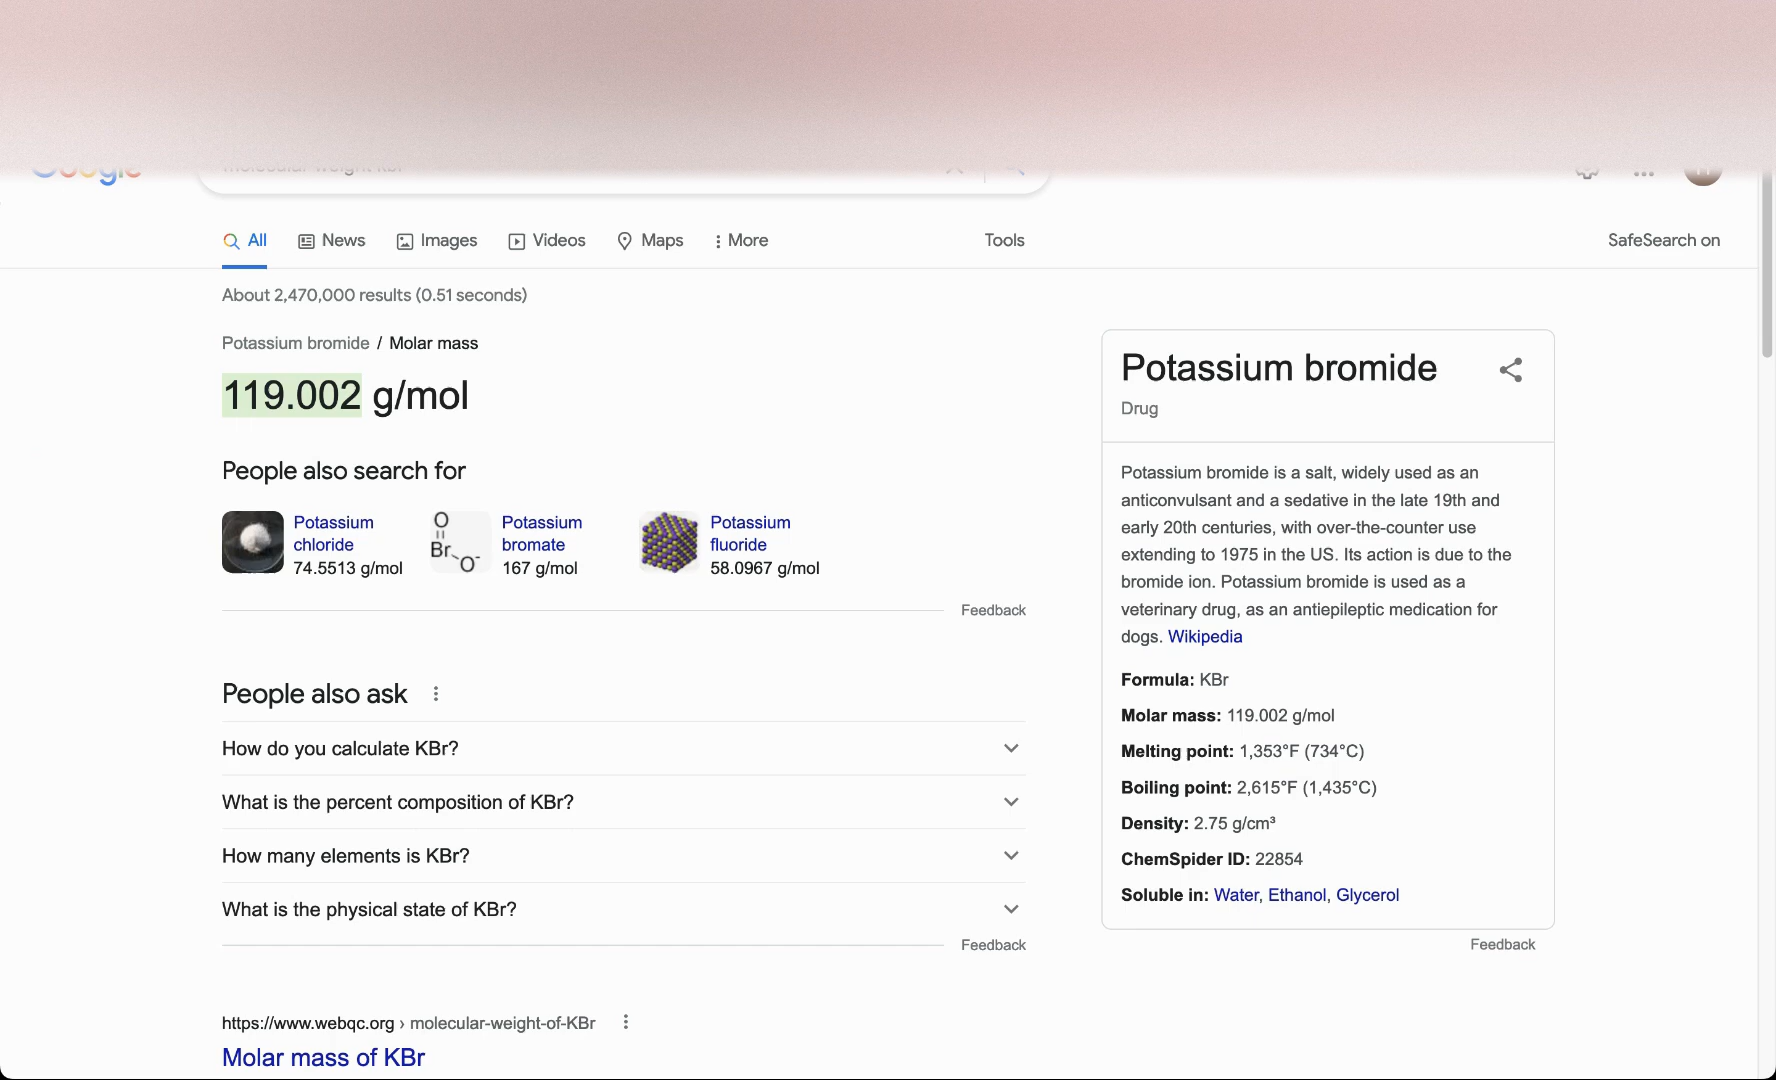 Google
molecular weight kbr
All News Images Videos Maps More Tools SafeSearch on
About 2,470,000 results (0.51 seconds)
Potassium bromide / Molar mass
119.002 g/mol
People also search for
Potassium
chloride
74.5513 g/mol
O
Br
O-
Potassium
bromate
167 g/mol
Potassium
fluoride
58.0967 g/mol
Feedback
People also ask
How do you calculate KBr?
What is the percent composition of KBr?
How many elements is KBr?
What is the physical state of KBr?
Feedback
https://www.webqc.org › molecular-weight-of-KBr
Molar mass of KBr
Potassium bromide
Drug
Potassium bromide is a salt, widely used as an
anticonvulsant and a sedative in the late 19th and
early 20th centuries, with over-the-counter use
extending to 1975 in the US. Its action is due to the
bromide ion. Potassium bromide is used as a
veterinary drug, as an antiepileptic medication for
dogs. Wikipedia
Formula: KBr
Molar mass: 119.002 g/mol
Melting point: 1,353°F (734°C)
Boiling point: 2,615°F (1,435°C)
Density: 2.75 g/cm³
ChemSpider ID: 22854
Soluble in: Water, Ethanol, Glycerol
Feedback